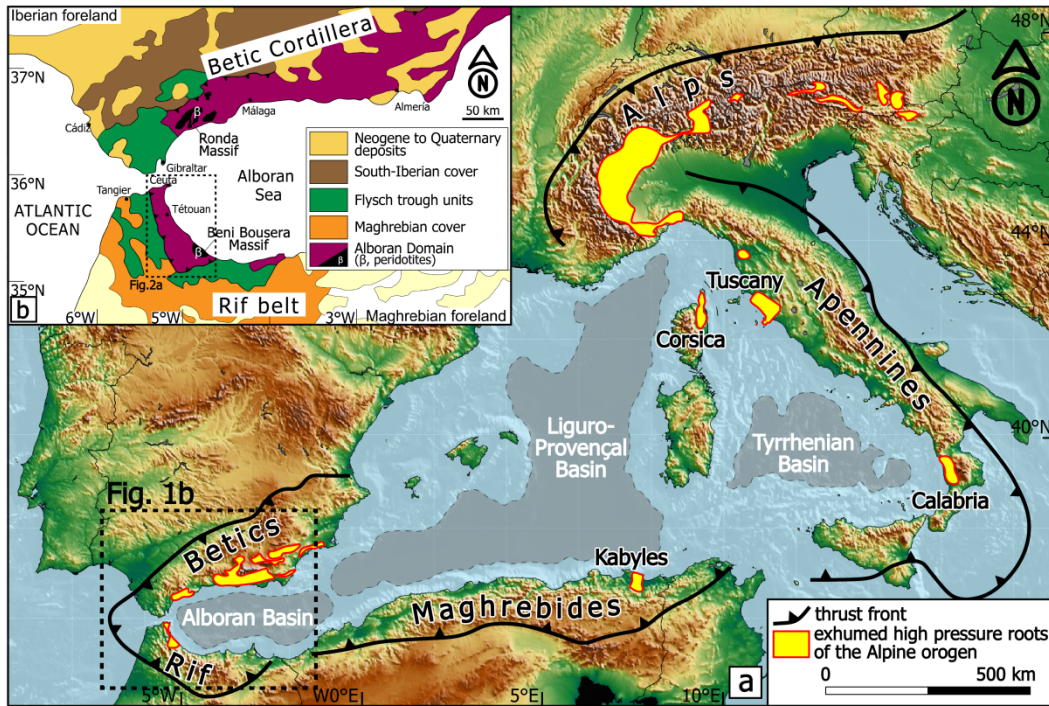 Iberian foreland
Betic Cordillera
N
50 km
37°N
Cádiz
β
Málaga
Almería
Ronda
Massif
Gibraltar
36°N
Ceuta
Tangier
Alboran
Sea
ATLANTIC
OCEAN
Tétouan
Beni Bousera
Massif
β
Fig.2a
35°N
Rif belt
b
6°W
5°W
3°W
Maghrebian foreland
Neogene to Quaternary
deposits
South-Iberian cover
Flysch trough units
Maghrebian cover
Alboran Domain
(β, peridotites)
β
48°N
N
Alps
44°N
Tuscany
Corsica
Apennines
Liguro-
Provençal
Basin
Tyrrhenian
Basin
40°N
Calabria
Fig. 1b
Betics
Kabyles
Alboran Basin
Maghrebides
Rif
5°W
W0°E
5°E
10°E
a
thrust front
exhumed high pressure roots
of the Alpine orogen
0
500 km